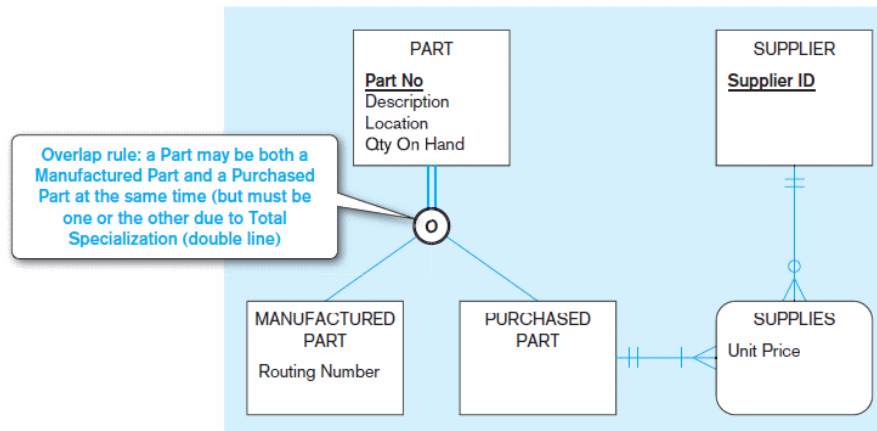 PART
Part No
Description
Location
Qty On Hand
SUPPLIER
Supplier ID
Overlap rule: a Part may be both a
Manufactured Part and a Purchased
Part at the same time (but must be
one or the other due to Total
Specialization (double line)
O
MANUFACTURED
PART
Routing Number
PURCHASED
PART
SUPPLIES
Unit Price